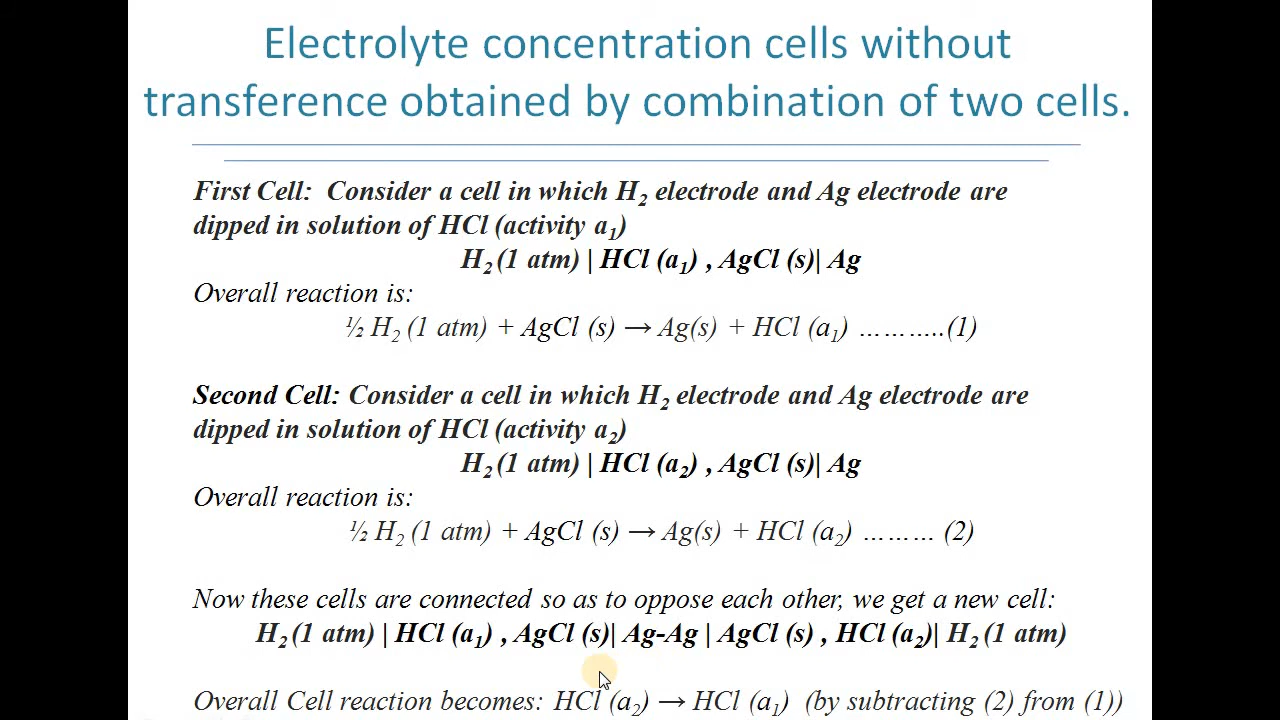 Electrolyte concentration cells without
transference obtained by combination of two cells.
First Cell: Consider a cell in which H₂ electrode and Ag electrode are
dipped in solution of HCl (activity a₁)
H₂ (1 atm) | HCl (a₁) , AgCl (s)| Ag
Overall reaction is:
½ H₂ (1 atm) + AgCl (s) → Ag(s) + HCl (a₁) ………..(1)
Second Cell: Consider a cell in which H₂ electrode and Ag electrode are
dipped in solution of HCl (activity a₂)
H₂ (1 atm) | HCl (a₂) , AgCl (s)| Ag
Overall reaction is:
½ H₂ (1 atm) + AgCl (s) → Ag(s) + HCl (a₂) ……… (2)
Now these cells are connected so as to oppose each other, we get a new cell:
H₂ (1 atm) | HCl (a₁) , AgCl (s)| Ag-Ag | AgCl (s) , HCl (a₂)| H₂ (1 atm)
Overall Cell reaction becomes: HCl (a₂) → HCl (a₁) (by subtracting (2) from (1))